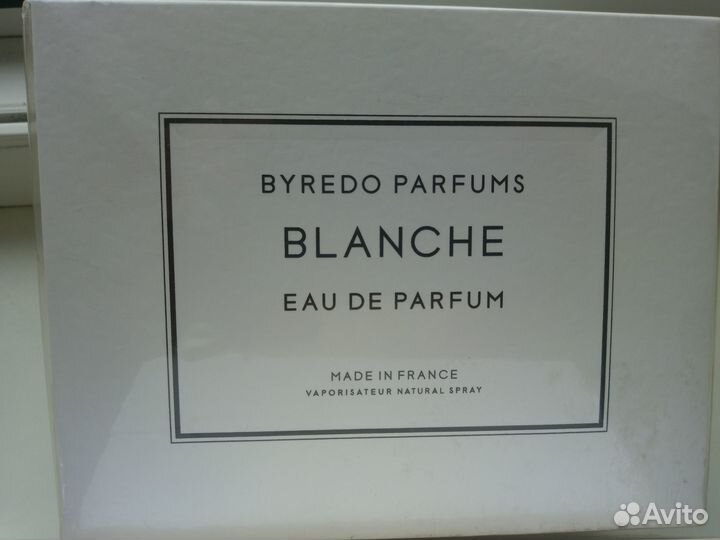 BYREDO PARFUMS
BLANCHE
EAU DE PARFUM
MADE IN FRANCE
VAPORISATEUR NATURAL SPRAY
Avito